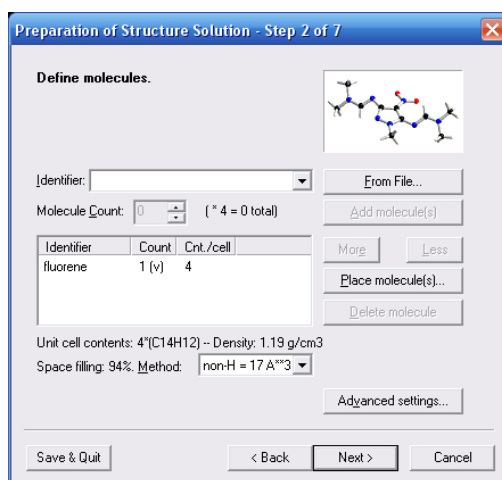 Preparation of Structure Solution - Step 2 of 7
Define molecules.
Identifier:
From File...
Molecule Count: 0 ( * 4 = 0 total)
Add molecule(s)
Identifier Count Cnt./cell
More Less
fluorene 1 (v) 4
Place molecule(s)...
Delete molecule
Unit cell contents: 4*(C14H12) -- Density: 1.19 g/cm3
Space filling: 94%. Method: non-H = 17 A**3
Advanced settings...
Save & Quit < Back Next > Cancel